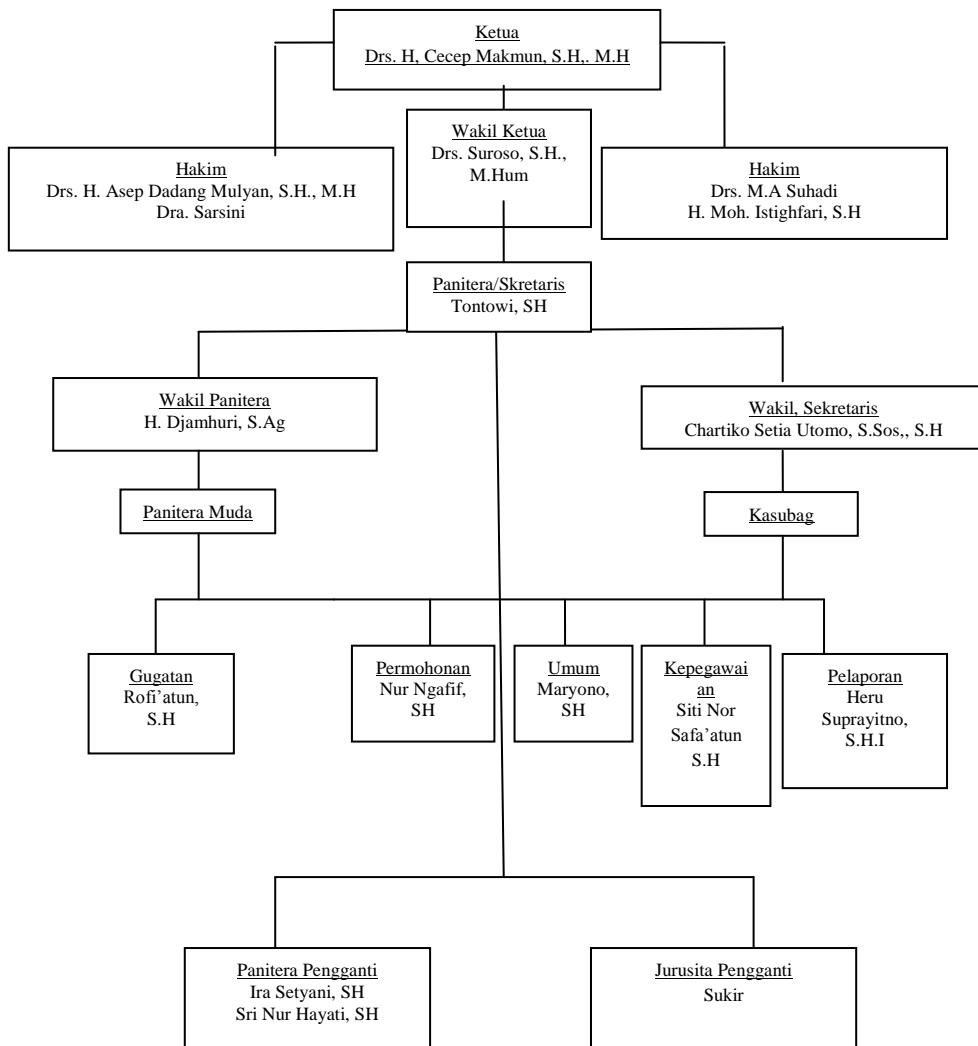 Ketua
Drs. H, Cecep Makmun, S.H,. M.H
Wakil Ketua
Drs. Suroso, S.H.,
M.Hum
Hakim
Drs. H. Asep Dadang Mulyan, S.H., M.H
Dra. Sarsini
Hakim
Drs. M.A Suhadi
H. Moh. Istighfari, S.H
Panitera/Skretaris
Tontowi, SH
Wakil Panitera
H. Djamhuri, S.Ag
Wakil, Sekretaris
Chartiko Setia Utomo, S.Sos,, S.H
Panitera Muda
Kasubag
Gugatan
Rofi’atun,
S.H
Permohonan
Nur Ngafif,
SH
Umum
Maryono,
SH
Kepegawai
an
Siti Nor
Safa’atun
S.H
Pelaporan
Heru
Suprayitno,
S.H.I
Panitera Pengganti
Ira Setyani, SH
Sri Nur Hayati, SH
Jurusita Pengganti
Sukir